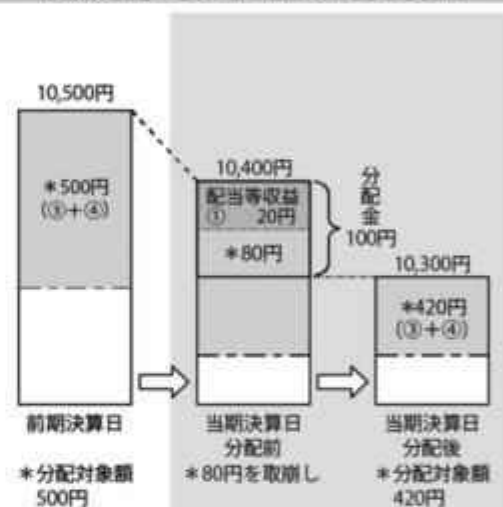 10,500円
＊500円
(③＋④)
前期決算日
＊分配対象額
500円
10,400円
配当等収益
① 20円
＊80円
分配金
100円
当期決算日
分配前
＊80円を取崩し
10,300円
＊420円
(③＋④)
当期決算日
分配後
＊分配対象額
420円